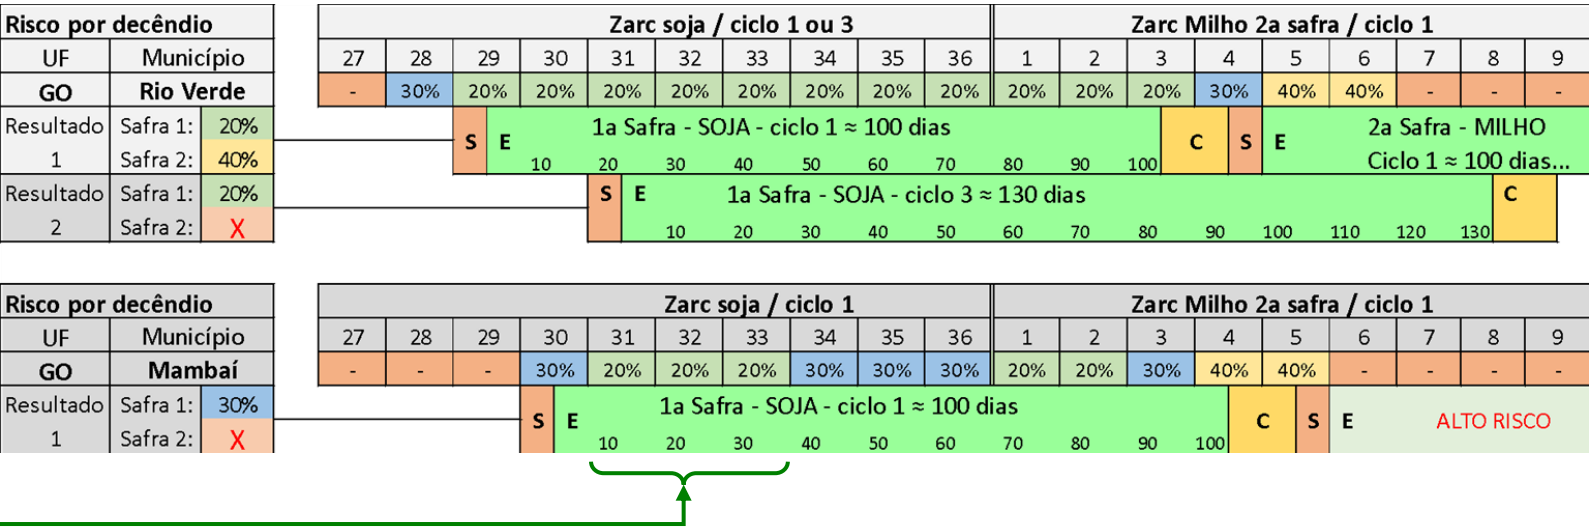 Risco por decêndio Zarc soja / ciclo 1 ou 3 Zarc Milho 2a safra / ciclo 1
UF Município 27 28 29 30 31 32 33 34 35 36 1 2 3 4 5 6 7 8 9
GO Rio Verde - 30% 20% 20% 20% 20% 20% 20% 20% 20% 20% 20% 20% 30% 40% 40% - - -
Resultado Safra 1: 20% S E 1a Safra - SOJA - ciclo 1 ≈ 100 dias C S E 2a Safra - MILHO
1 Safra 2: 40% 10 20 30 40 50 60 70 80 90 100 Ciclo 1 ≈ 100 dias...
Resultado Safra 1: 20% S E 1a Safra - SOJA - ciclo 3 ≈ 130 dias C
2 Safra 2: X 10 20 30 40 50 60 70 80 90 100 110 120 130
Risco por decêndio Zarc soja / ciclo 1 Zarc Milho 2a safra / ciclo 1
UF Município 27 28 29 30 31 32 33 34 35 36 1 2 3 4 5 6 7 8 9
GO Mambaí - - - 30% 20% 20% 20% 30% 30% 30% 20% 20% 30% 40% 40% - - - -
Resultado Safra 1: 30% S E 1a Safra - SOJA - ciclo 1 ≈ 100 dias C S E ALTO RISCO
1 Safra 2: X 10 20 30 40 50 60 70 80 90 100